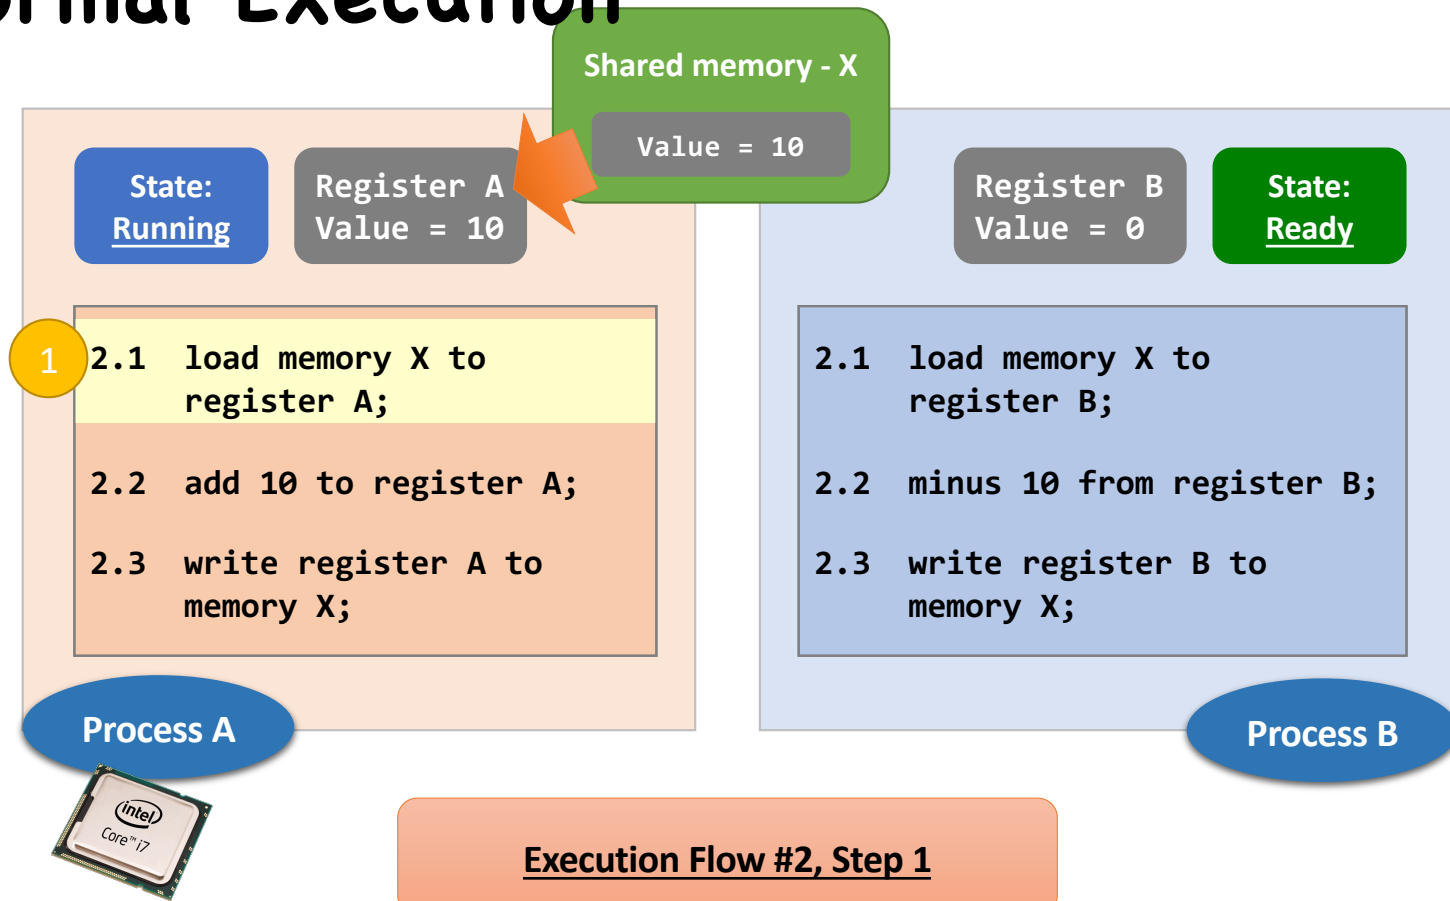 Execution
Shared memory - X
Value = 10
State:
Running
Register A
Value = 10
Register B
Value = 0
State:
Ready
1
2.1 load memory X to
register A;
2.2 add 10 to register A;
2.3 write register A to
memory X;
2.1 load memory X to
register B;
2.2 minus 10 from register B;
2.3 write register B to
memory X;
Process A
Process B
intel
Core™ i7
Execution Flow #2, Step 1